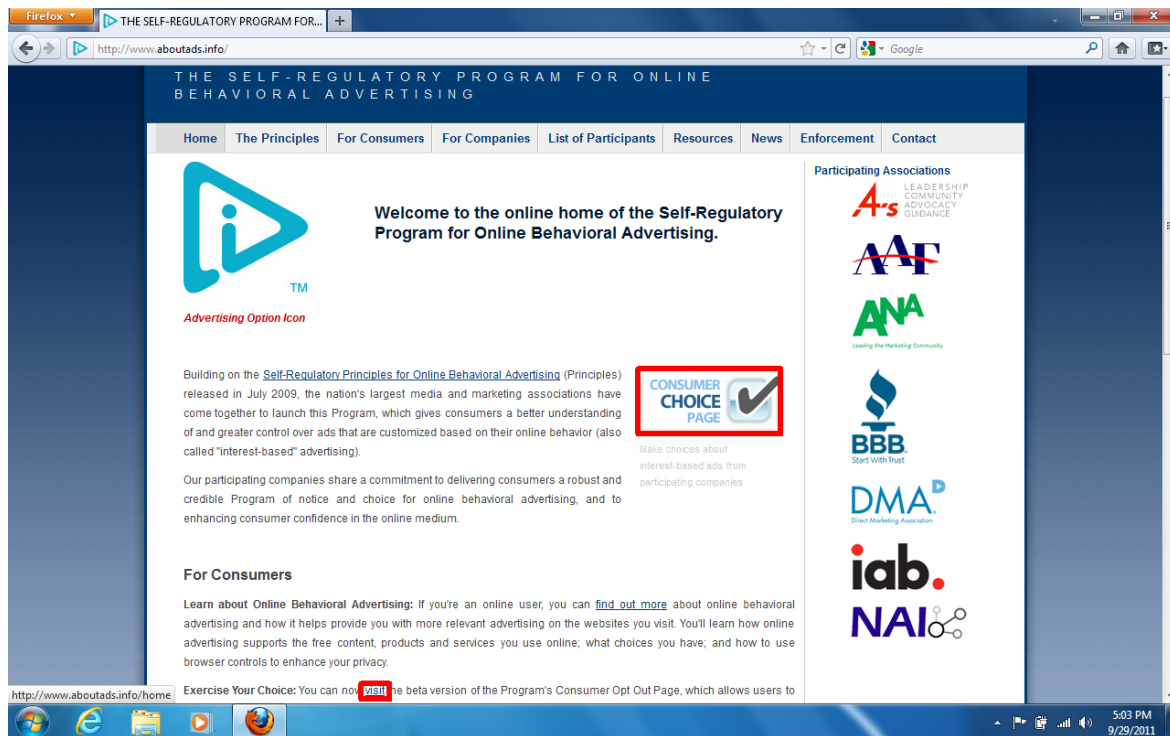 Firefox
THE SELF-REGULATORY PROGRAM FOR...
http://www.aboutads.info/
Google
THE SELF-REGULATORY PROGRAM FOR ONLINE
BEHAVIORAL ADVERTISING
Home The Principles For Consumers For Companies List of Participants Resources News Enforcement Contact
Welcome to the online home of the Self-Regulatory
Program for Online Behavioral Advertising.
TM
Advertising Option Icon
Building on the Self-Regulatory Principles for Online Behavioral Advertising (Principles)
released in July 2009, the nation's largest media and marketing associations have
come together to launch this Program, which gives consumers a better understanding
of and greater control over ads that are customized based on their online behavior (also
called "interest-based" advertising).
Our participating companies share a commitment to delivering consumers a robust and
credible Program of notice and choice for online behavioral advertising, and to
enhancing consumer confidence in the online medium.
CONSUMER
CHOICE
PAGE
Make choices about
interest-based ads from
participating companies
For Consumers
Learn about Online Behavioral Advertising: If you're an online user, you can find out more about online behavioral
advertising and how it helps provide you with more relevant advertising on the websites you visit. You'll learn how online
advertising supports the free content, products and services you use online; what choices you have; and how to use
browser controls to enhance your privacy.
Exercise Your Choice: You can now visit he beta version of the Program's Consumer Opt Out Page, which allows users to
Participating Associations
A's LEADERSHIP
COMMUNITY
ADVOCACY
GUIDANCE
AAF
ANA
Leading the Marketing Community
BBB.
Start With Trust
DMA
Direct Marketing Association
iab.
NAI
http://www.aboutads.info/home
5:03 PM
9/29/2011